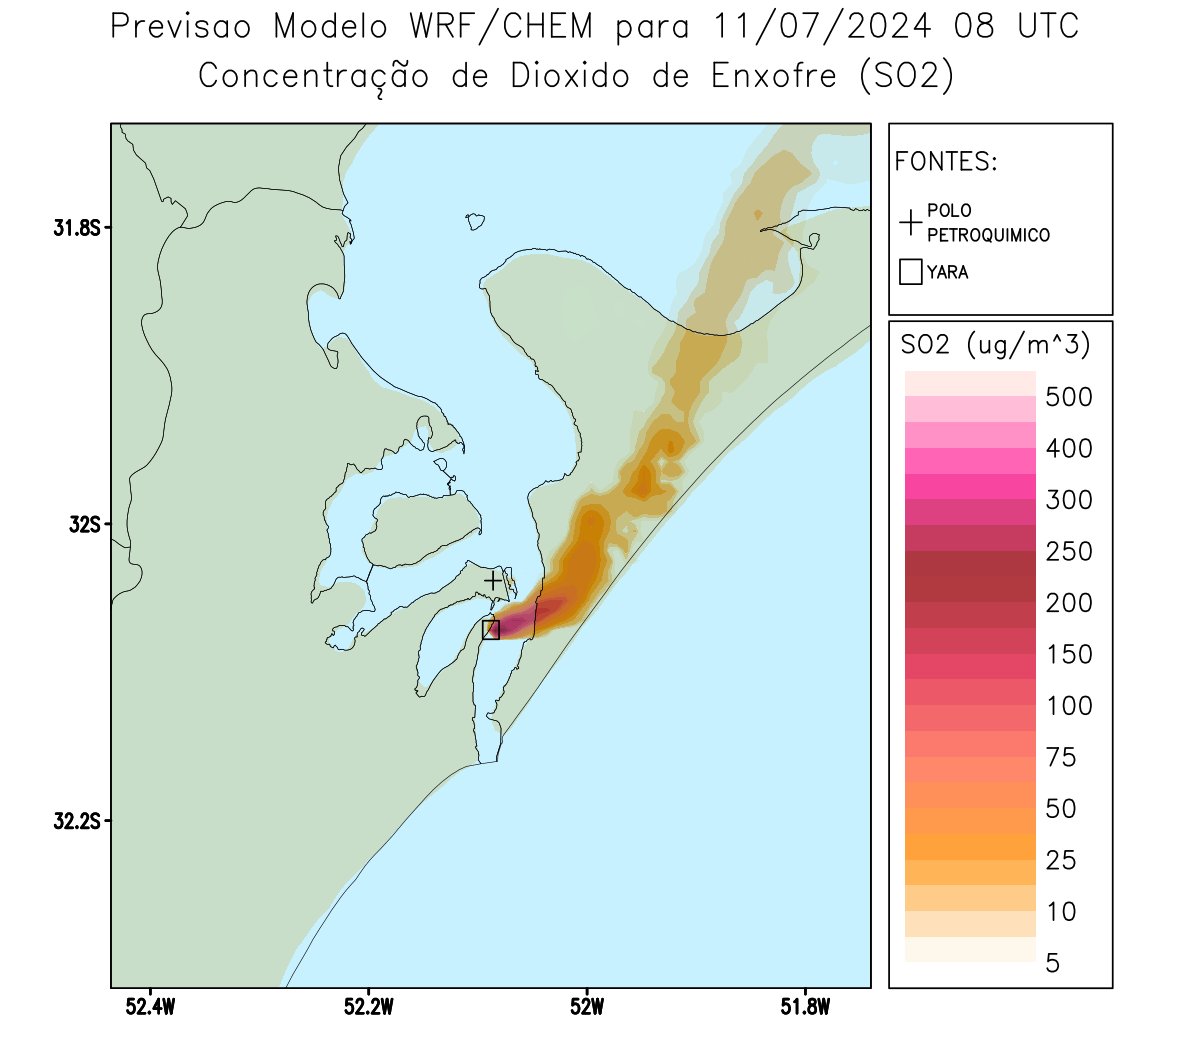 Previsao Modelo WRF/CHEM para 11/07/2024 08 UTC
Concentração de Dioxido de Enxofre (SO2)
FONTES:
POLO
PETROQUIMICO
YARA
31.8S
32S
32.2S
52.4W
52.2W
52W
51.8W
SO2 (ug/m^3)
500
400
300
250
200
150
100
75
50
25
10
5